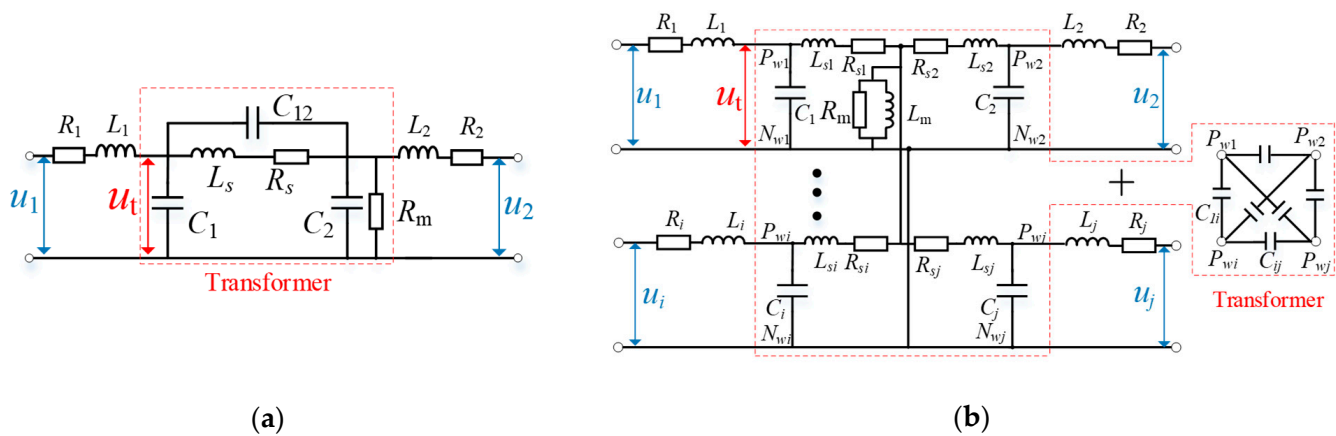 R1 L1 C12 L2 R2
u1 ut Ls Rs u2
C1 C2 Rm
Transformer
(a)
R1 L1 Ls1 Rs1 Rs2 Ls2 L2 R2
Pw1 Pw2
u1 ut C1 Rm Lm C2 u2
Nw1 Nw2
Ri Li Pwi Lsi Rsi Rsj Lsj Pwj Lj Rj
ui Ci Cj uj
Nwi Nwj
+
Pw1 Pw2
C1i
Pwi Cij Pwj
Transformer
(b)